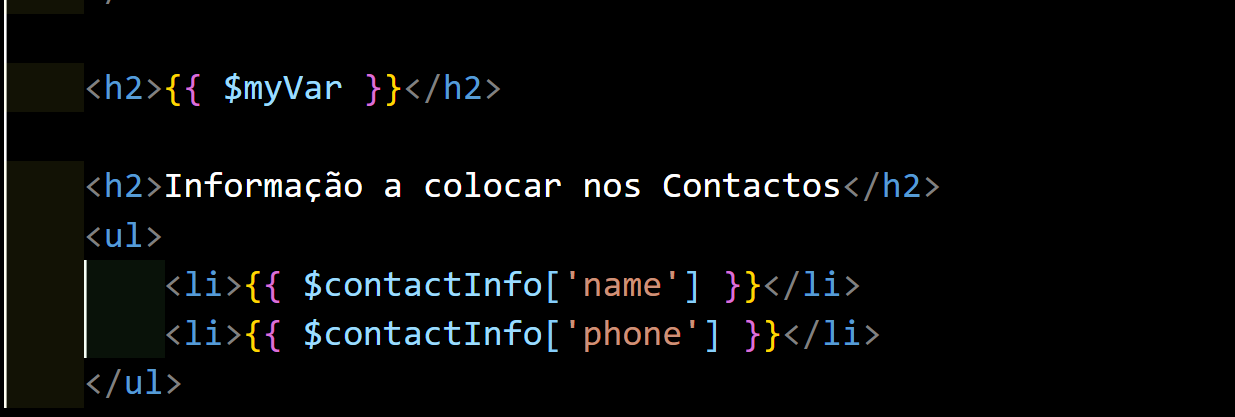 <h2>{{ $myVar }}</h2>
<h2>Informação a colocar nos Contactos</h2>
<ul>
<li>{{ $contactInfo['name'] }}</li>
<li>{{ $contactInfo['phone'] }}</li>
</ul>